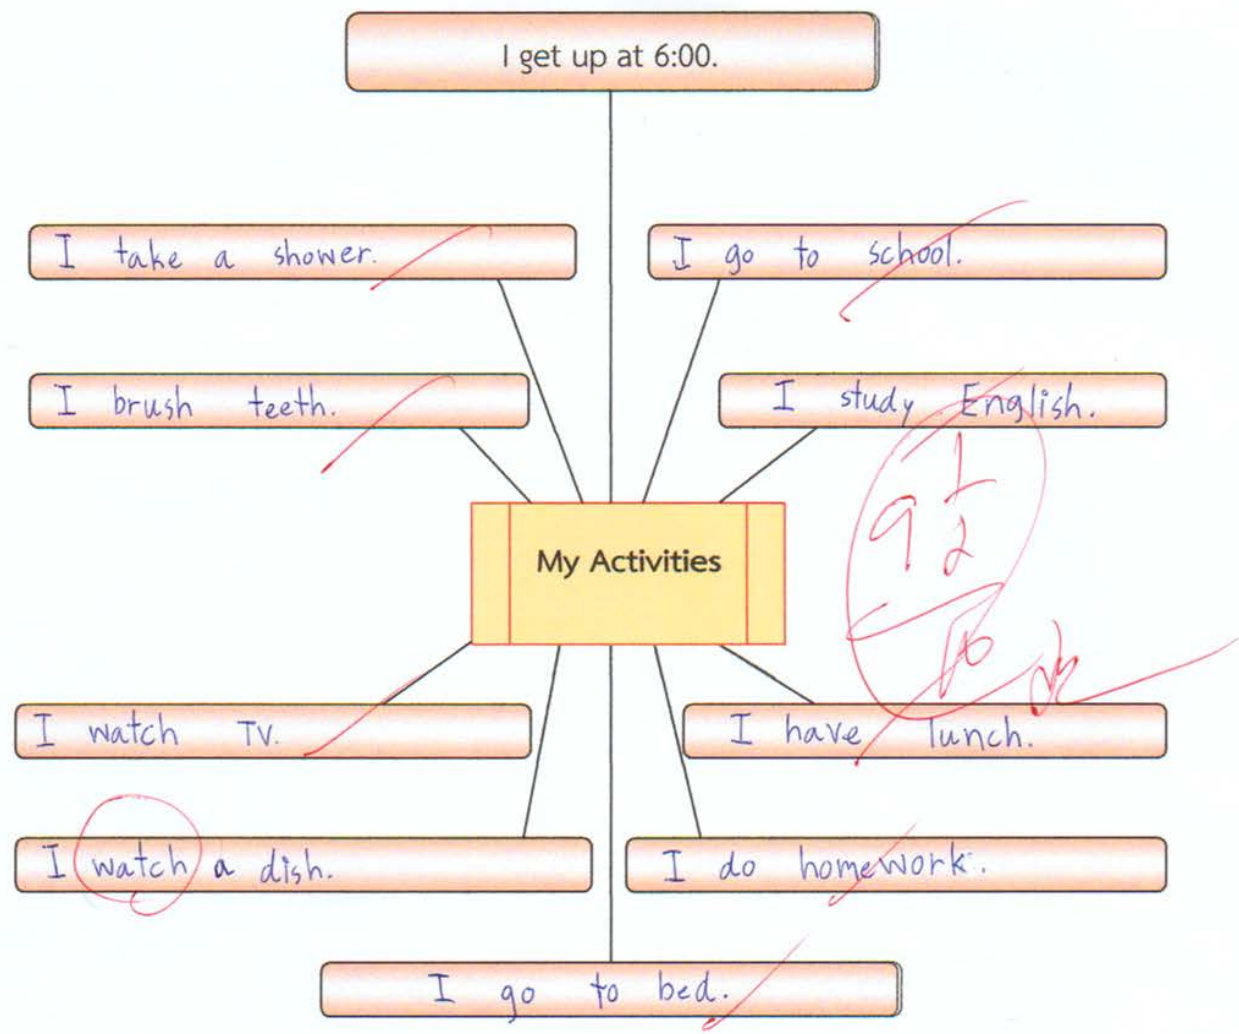 I get up at 6:00.
I take a shower.
I go to school.
I brush teeth.
I study English.
9 1/2
10
My Activities
I watch TV.
I have lunch.
I watch a dish.
I do homework.
I go to bed.